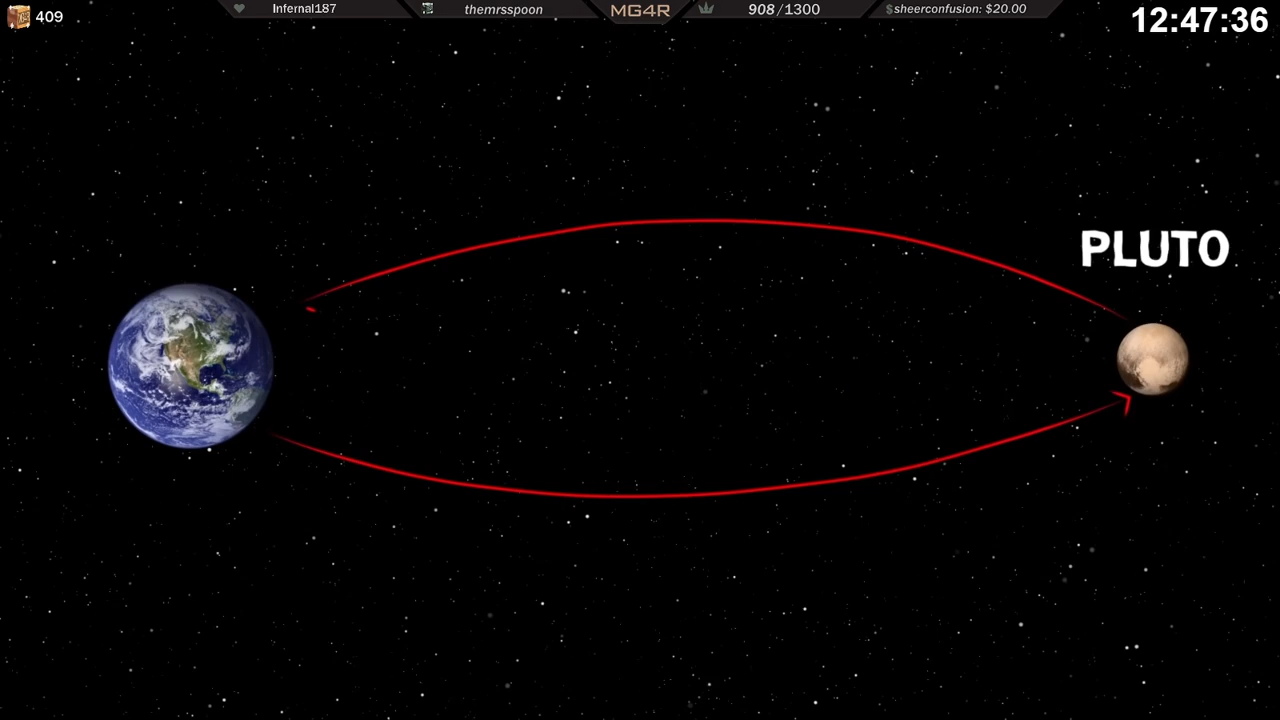 409
Infernal187
themrsspoon
MG4R
908/1300
$sheerconfusion: $20.00
12:47:36
PLUTO